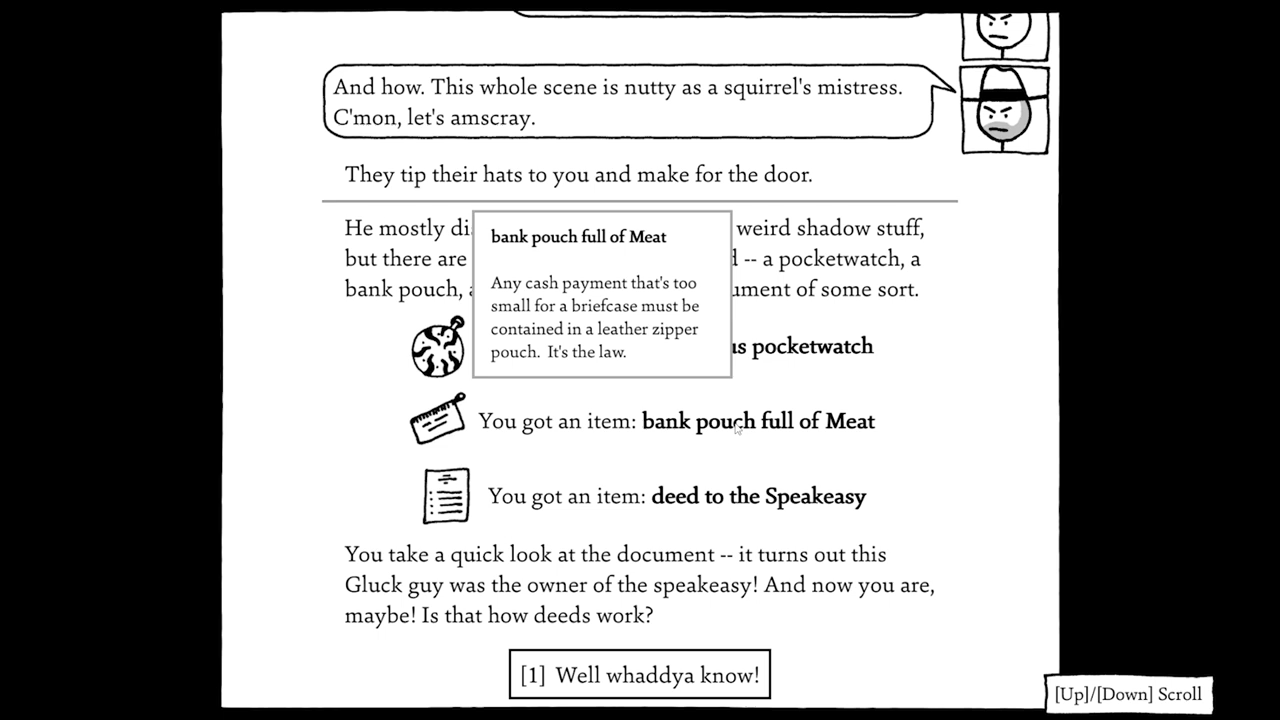 And how. This whole scene is nutty as a squirrel's mistress.
C'mon, let's amscray.
They tip their hats to you and make for the door.
He mostly di weird shadow stuff,
but there are -- a pocketwatch, a
bank pouch, ument of some sort.
bank pouch full of Meat
Any cash payment that's too
small for a briefcase must be
contained in a leather zipper
pouch. It's the law.
us pocketwatch
You got an item: bank pouch full of Meat
You got an item: deed to the Speakeasy
You take a quick look at the document -- it turns out this
Gluck guy was the owner of the speakeasy! And now you are,
maybe! Is that how deeds work?
[1] Well whaddya know!
[Up]/[Down] Scroll